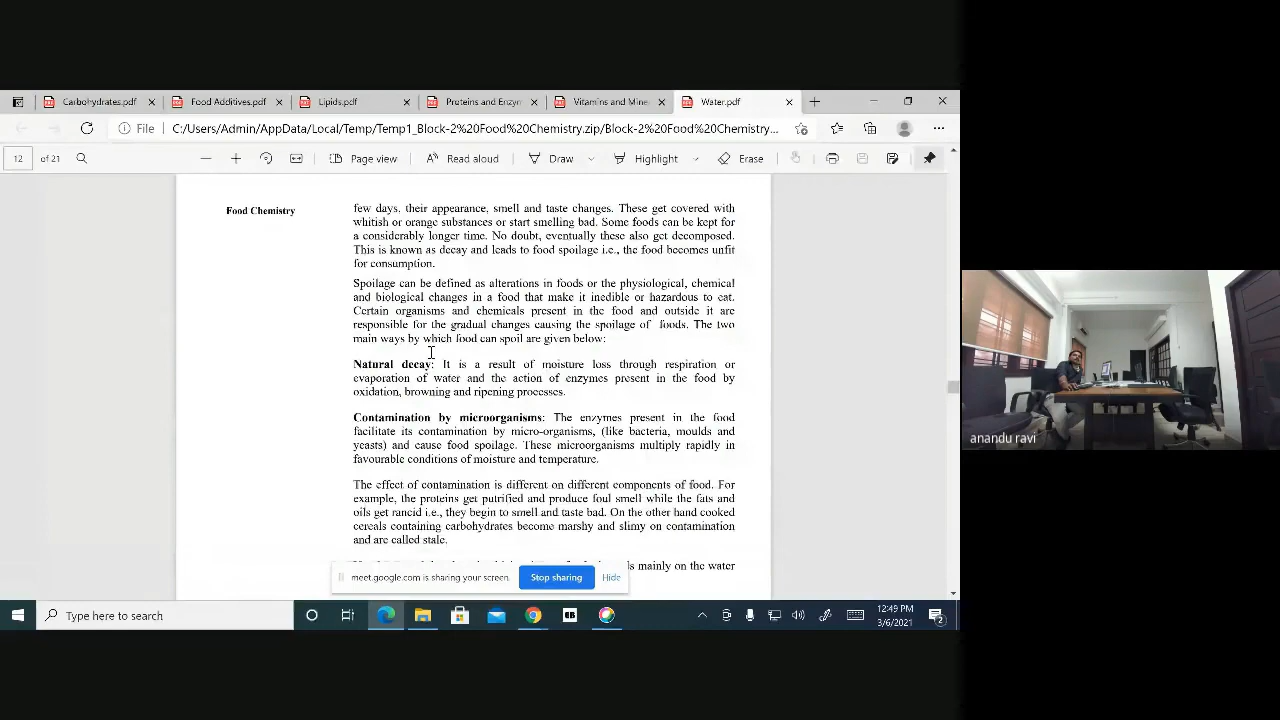 Carbohydrates.pdf
Food Additives.pdf
Lipids.pdf
Proteins and Enzym
Vitamins and Mine
Water.pdf
File
C:/Users/Admin/AppData/Local/Temp/Temp1_Block-2%20Food%20Chemistry.zip/Block-2%20Food%20Chemistry...
12 of 21
Page view
Read aloud
Draw
Highlight
Erase
Food Chemistry
few days, their appearance, smell and taste changes. These get covered with
whitish or orange substances or start smelling bad. Some foods can be kept for
a considerably longer time. No doubt, eventually these also get decomposed.
This is known as decay and leads to food spoilage i.e., the food becomes unfit
for consumption.
Spoilage can be defined as alterations in foods or the physiological, chemical
and biological changes in a food that make it inedible or hazardous to eat.
Certain organisms and chemicals present in the food and outside it are
responsible for the gradual changes causing the spoilage of foods. The two
main ways by which food can spoil are given below:
Natural decay: It is a result of moisture loss through respiration or
evaporation of water and the action of enzymes present in the food by
oxidation, browning and ripening processes.
Contamination by microorganisms: The enzymes present in the food
facilitate its contamination by micro-organisms, (like bacteria, moulds and
yeasts) and cause food spoilage. These microorganisms multiply rapidly in
favourable conditions of moisture and temperature.
The effect of contamination is different on different components of food. For
example, the proteins get putrified and produce foul smell while the fats and
oils get rancid i.e., they begin to smell and taste bad. On the other hand cooked
cereals containing carbohydrates become marshy and slimy on contamination
and are called stale.
mainly on the water
meet.google.com is sharing your screen.
Stop sharing
Hide
Type here to search
12:49 PM
3/6/2021
2
anandu ravi